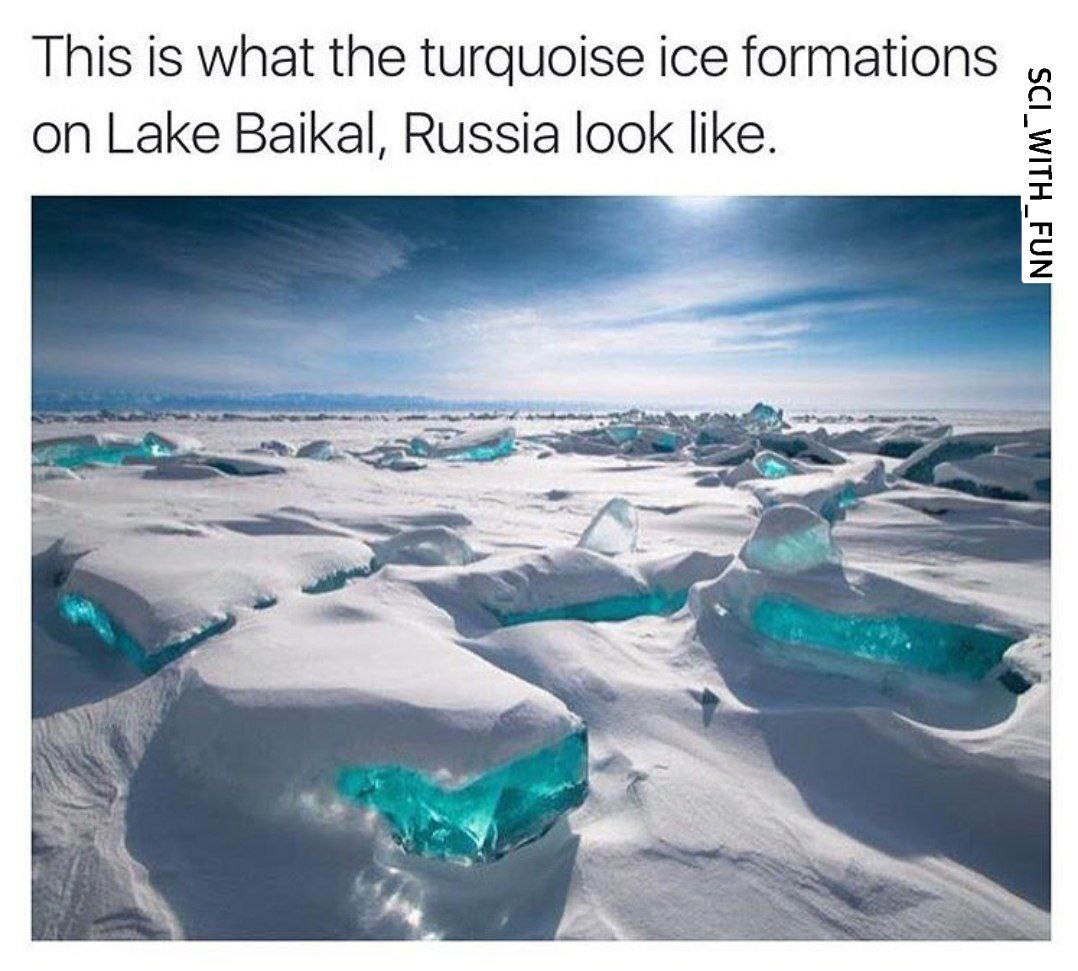 This is what the turquoise ice formations
on Lake Baikal, Russia look like.
SCI_WITH_FUN